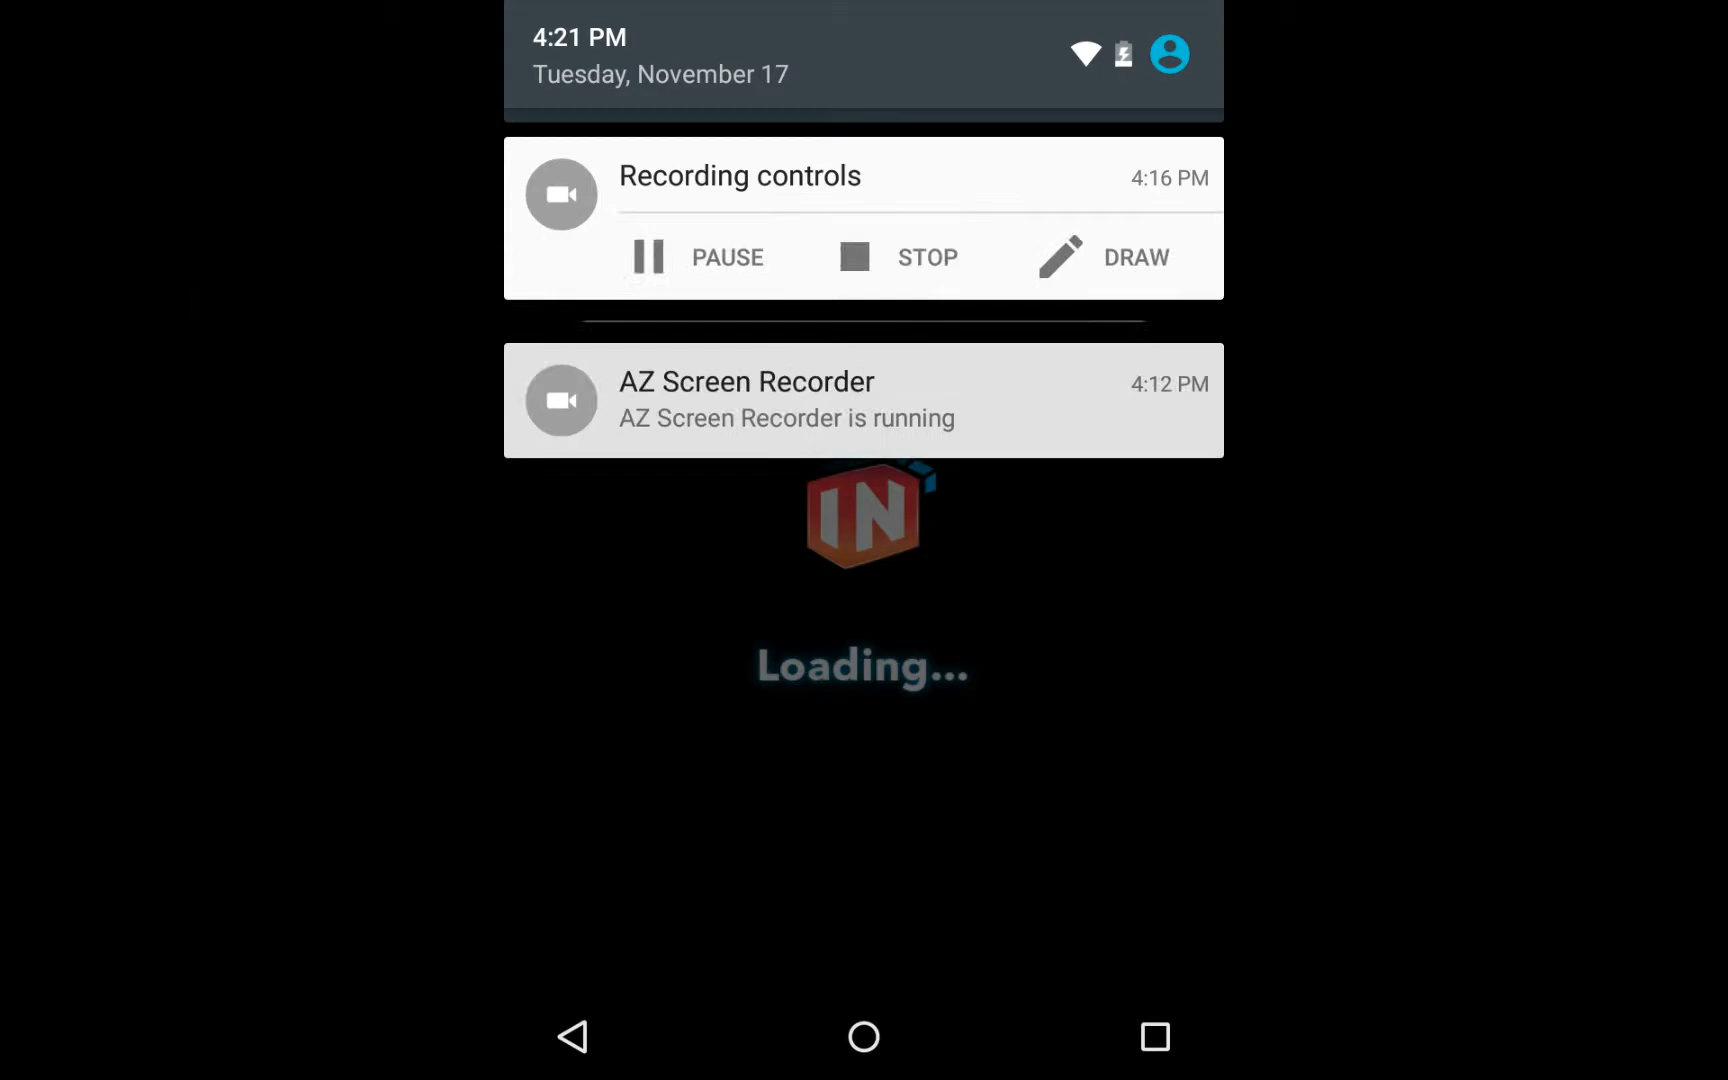 4:21 PM
Tuesday, November 17
Recording controls
4:16 PM
PAUSE
STOP
DRAW
AZ Screen Recorder
4:12 PM
AZ Screen Recorder is running
IN
Loading...